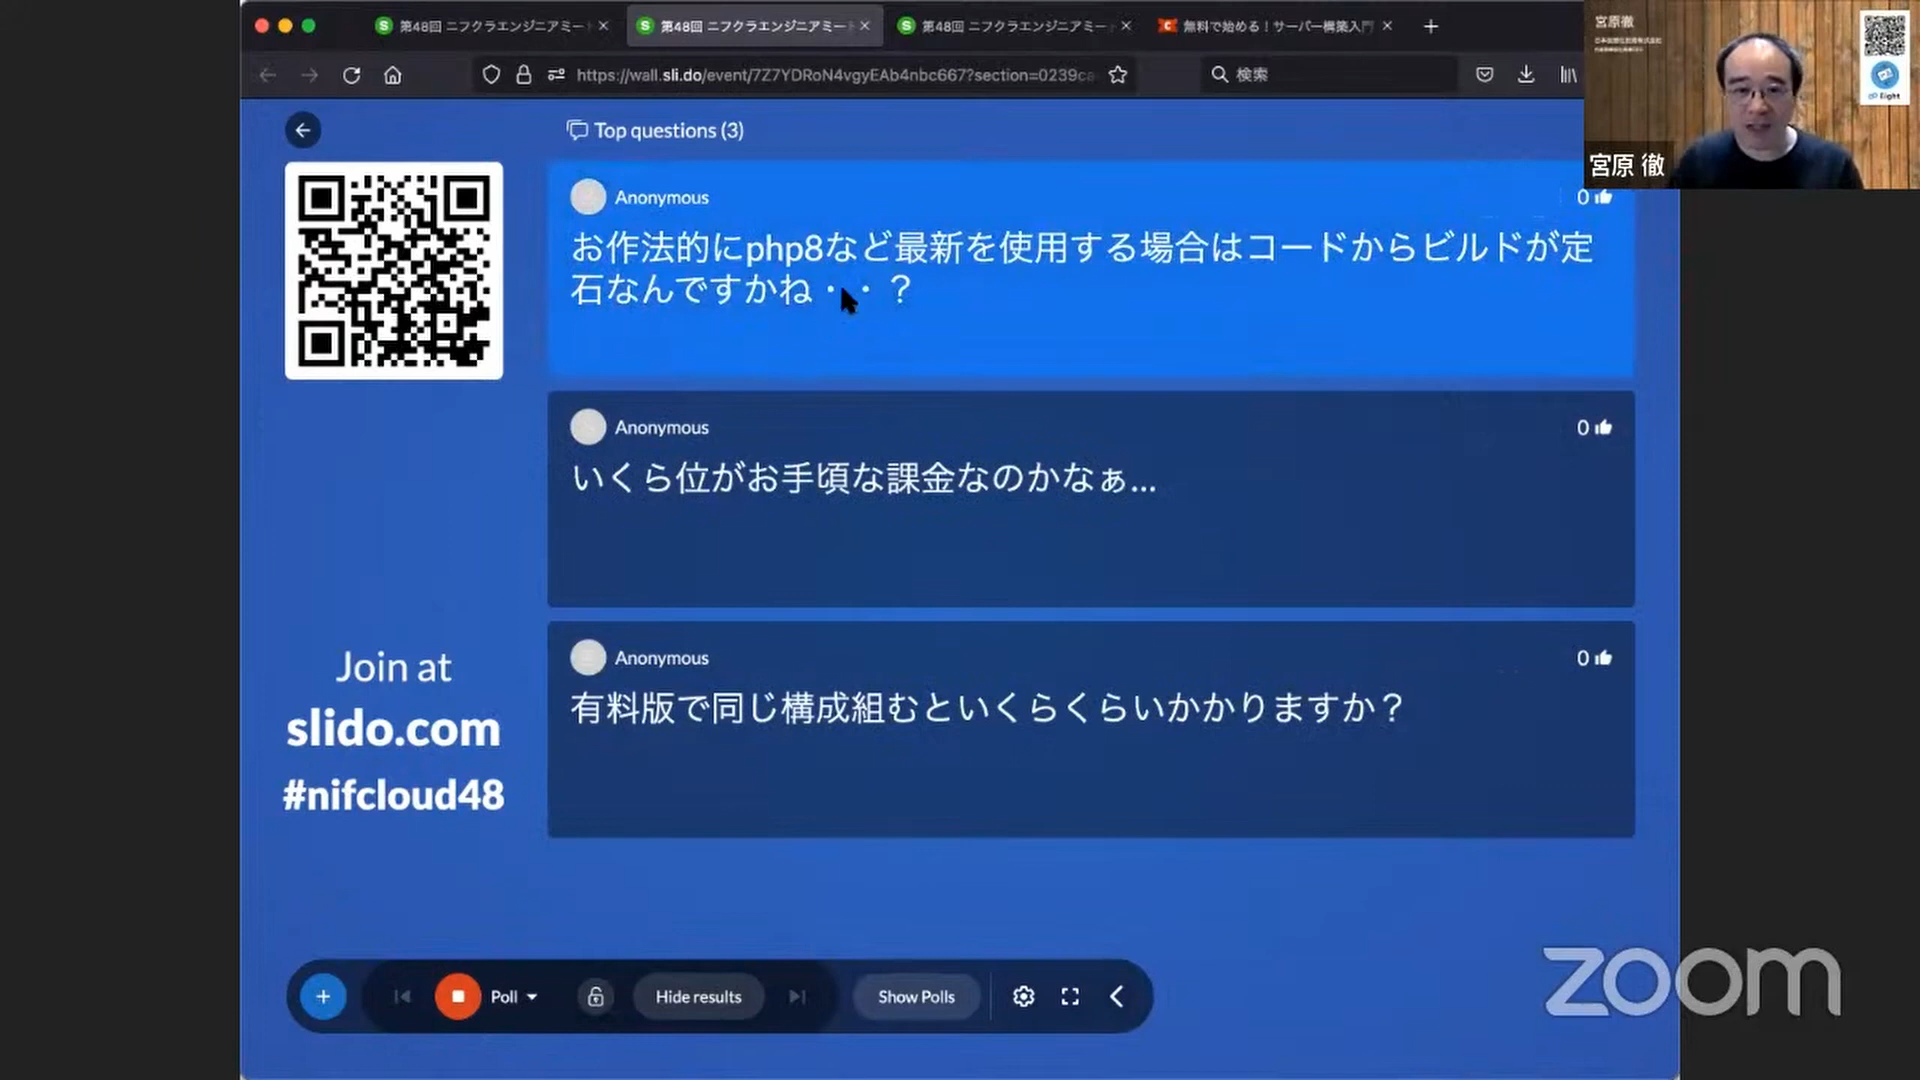 第48回 ニフクラエンジニアミート
第48回 ニフクラエンジニアミート
第48回 ニフクラエンジニアミート
無料で始める！サーバー構築入門
https://wall.sli.do/event/7Z7YDRoN4vgyEAb4nbc667?section=0239ca
検索
宮原徹
宮原 徹
Top questions (3)
Anonymous
0
お作法的にphp8など最新を使用する場合はコードからビルドが定
石なんですかね・・？
Anonymous
0
いくら位がお手頃な課金なのかなぁ...
Anonymous
0
有料版で同じ構成組むといくらくらいかかりますか？
Join at
slido.com
#nifcloud48
Poll
Hide results
Show Polls
zoom